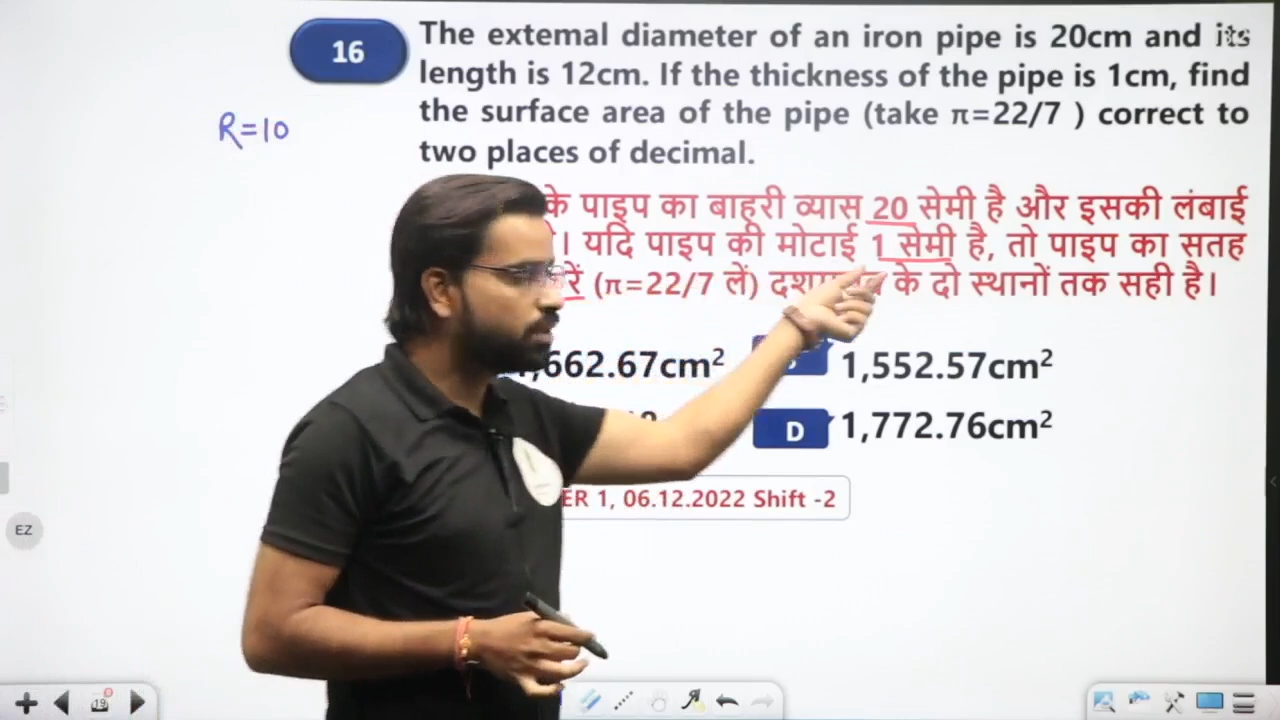 16
The extemal diameter of an iron pipe is 20cm and its
length is 12cm. If the thickness of the pipe is 1cm, find
the surface area of the pipe (take π=22/7 ) correct to
two places of decimal.
R=10
के पाइप का बाहरी व्यास 20 सेमी है और इसकी लंबाई
। यदि पाइप की मोटाई 1 सेमी है, तो पाइप का सतह
(π=22/7 लें) के दो स्थानों तक सही है।
,662.67cm²
1,552.57cm²
D 1,772.76cm²
ER 1, 06.12.2022 Shift -2
EZ
19